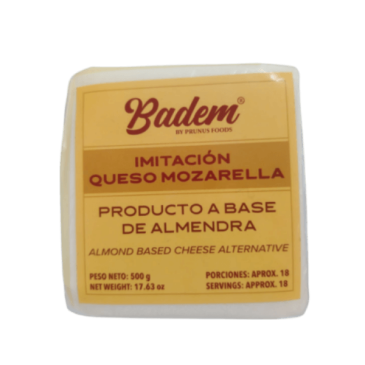 Badem®
BY PRUNUS FOODS
IMITACIÓN
QUESO MOZARELLA
PRODUCTO A BASE
DE ALMENDRA
ALMOND BASED CHEESE ALTERNATIVE
PESO NETO: 500 g
NET WEIGHT: 17.63 oz
PORCIONES: APROX. 18
SERVINGS: APPROX. 18